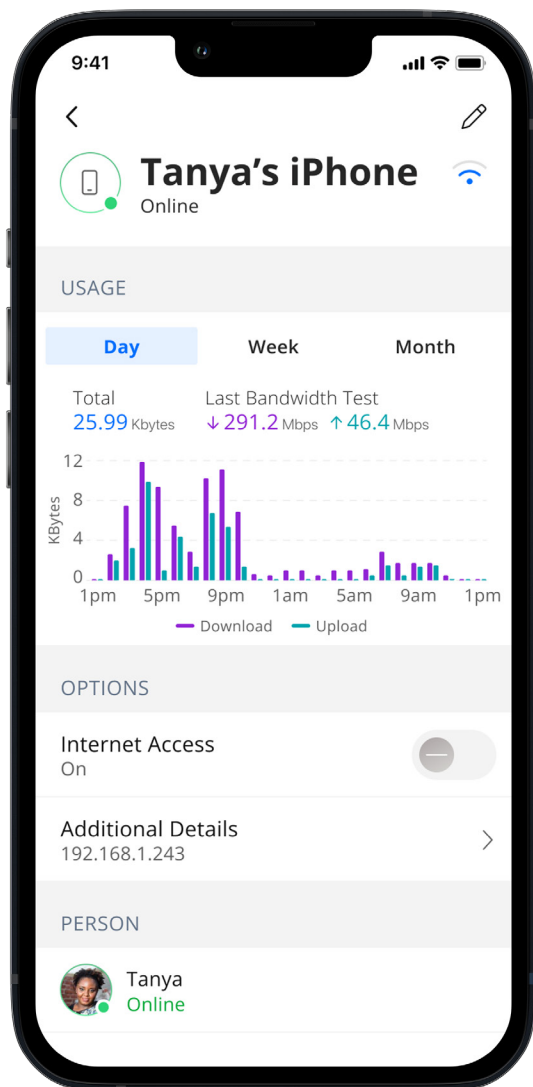 9:41
Tanya's iPhone
Online
USAGE
Day Week Month
Total Last Bandwidth Test
25.99 Kbytes ↓291.2 Mbps ↑46.4 Mbps
KBytes
12
8
4
0
1pm 5pm 9pm 1am 5am 9am 1pm
Download Upload
OPTIONS
Internet Access
On
Additional Details
192.168.1.243
PERSON
Tanya
Online